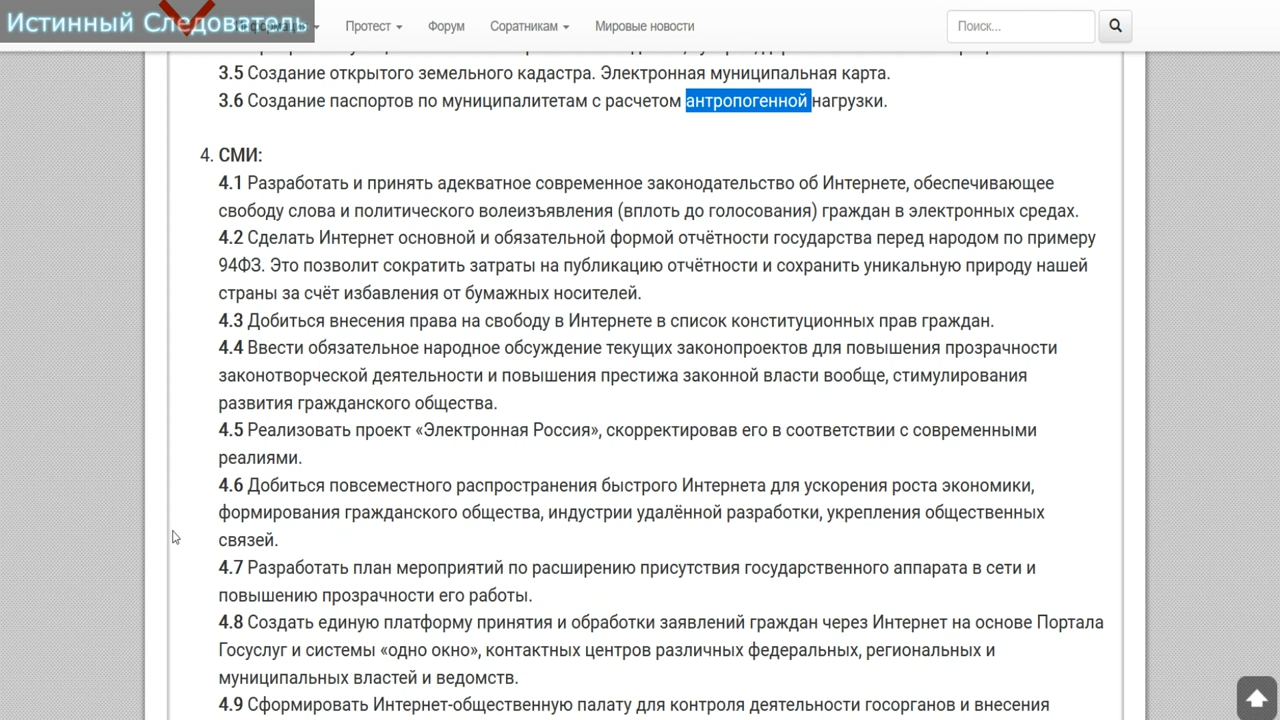 Истинный Следователь
Протест
Форум
Соратникам
Мировые новости
Поиск...
3.5 Создание открытого земельного кадастра. Электронная муниципальная карта.
3.6 Создание паспортов по муниципалитетам с расчетом антропогенной нагрузки.
4. СМИ:
4.1 Разработать и принять адекватное современное законодательство об Интернете, обеспечивающее
свободу слова и политического волеизъявления (вплоть до голосования) граждан в электронных средах.
4.2 Сделать Интернет основной и обязательной формой отчётности государства перед народом по примеру
94ФЗ. Это позволит сократить затраты на публикацию отчётности и сохранить уникальную природу нашей
страны за счёт избавления от бумажных носителей.
4.3 Добиться внесения права на свободу в Интернете в список конституционных прав граждан.
4.4 Ввести обязательное народное обсуждение текущих законопроектов для повышения прозрачности
законотворческой деятельности и повышения престижа законной власти вообще, стимулирования
развития гражданского общества.
4.5 Реализовать проект «Электронная Россия», скорректировав его в соответствии с современными
реалиями.
4.6 Добиться повсеместного распространения быстрого Интернета для ускорения роста экономики,
формирования гражданского общества, индустрии удалённой разработки, укрепления общественных
связей.
4.7 Разработать план мероприятий по расширению присутствия государственного аппарата в сети и
повышению прозрачности его работы.
4.8 Создать единую платформу принятия и обработки заявлений граждан через Интернет на основе Портала
Госуслуг и системы «одно окно», контактных центров различных федеральных, региональных и
муниципальных властей и ведомств.
4.9 Сформировать Интернет-общественную палату для контроля деятельности госорганов и внесения